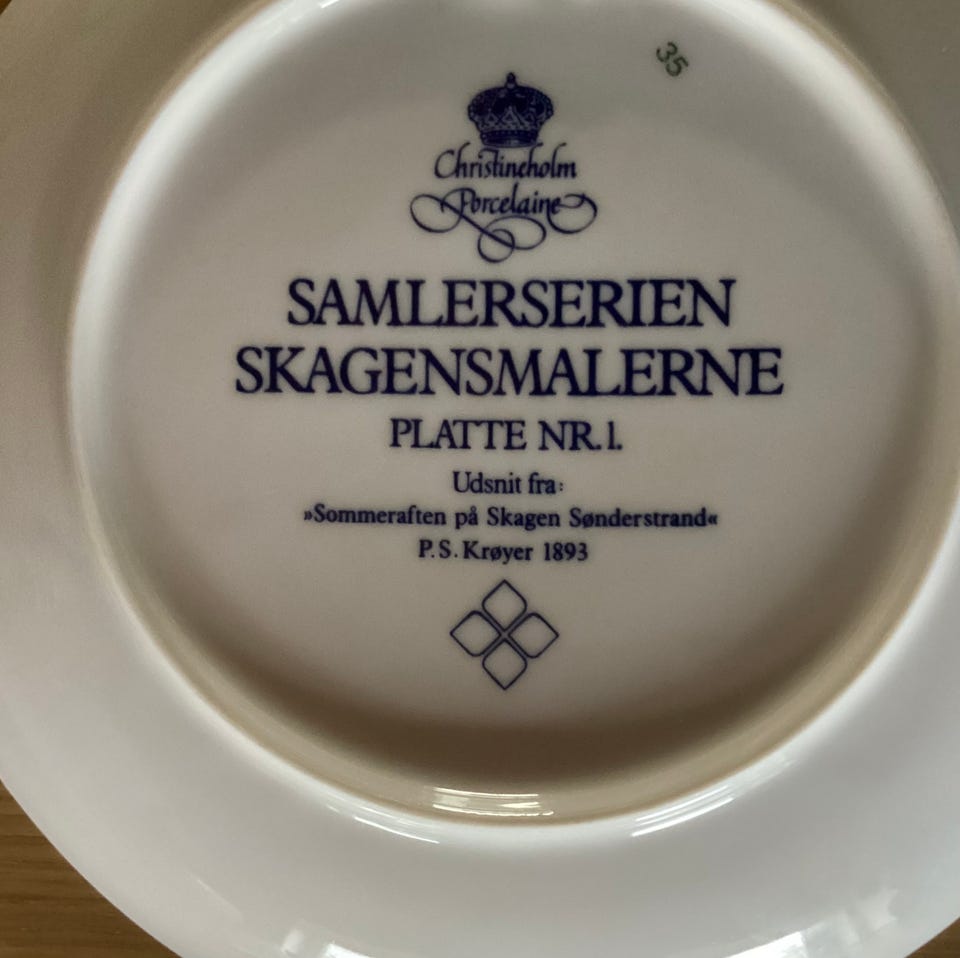 35
Christineholm
Porcelaine
SAMLERSERIEN
SKAGENSMALERNE
PLATTE NR. 1.
Udsnit fra:
»Sommeraften på Skagen Sønderstrand«
P. S. Krøyer 1893